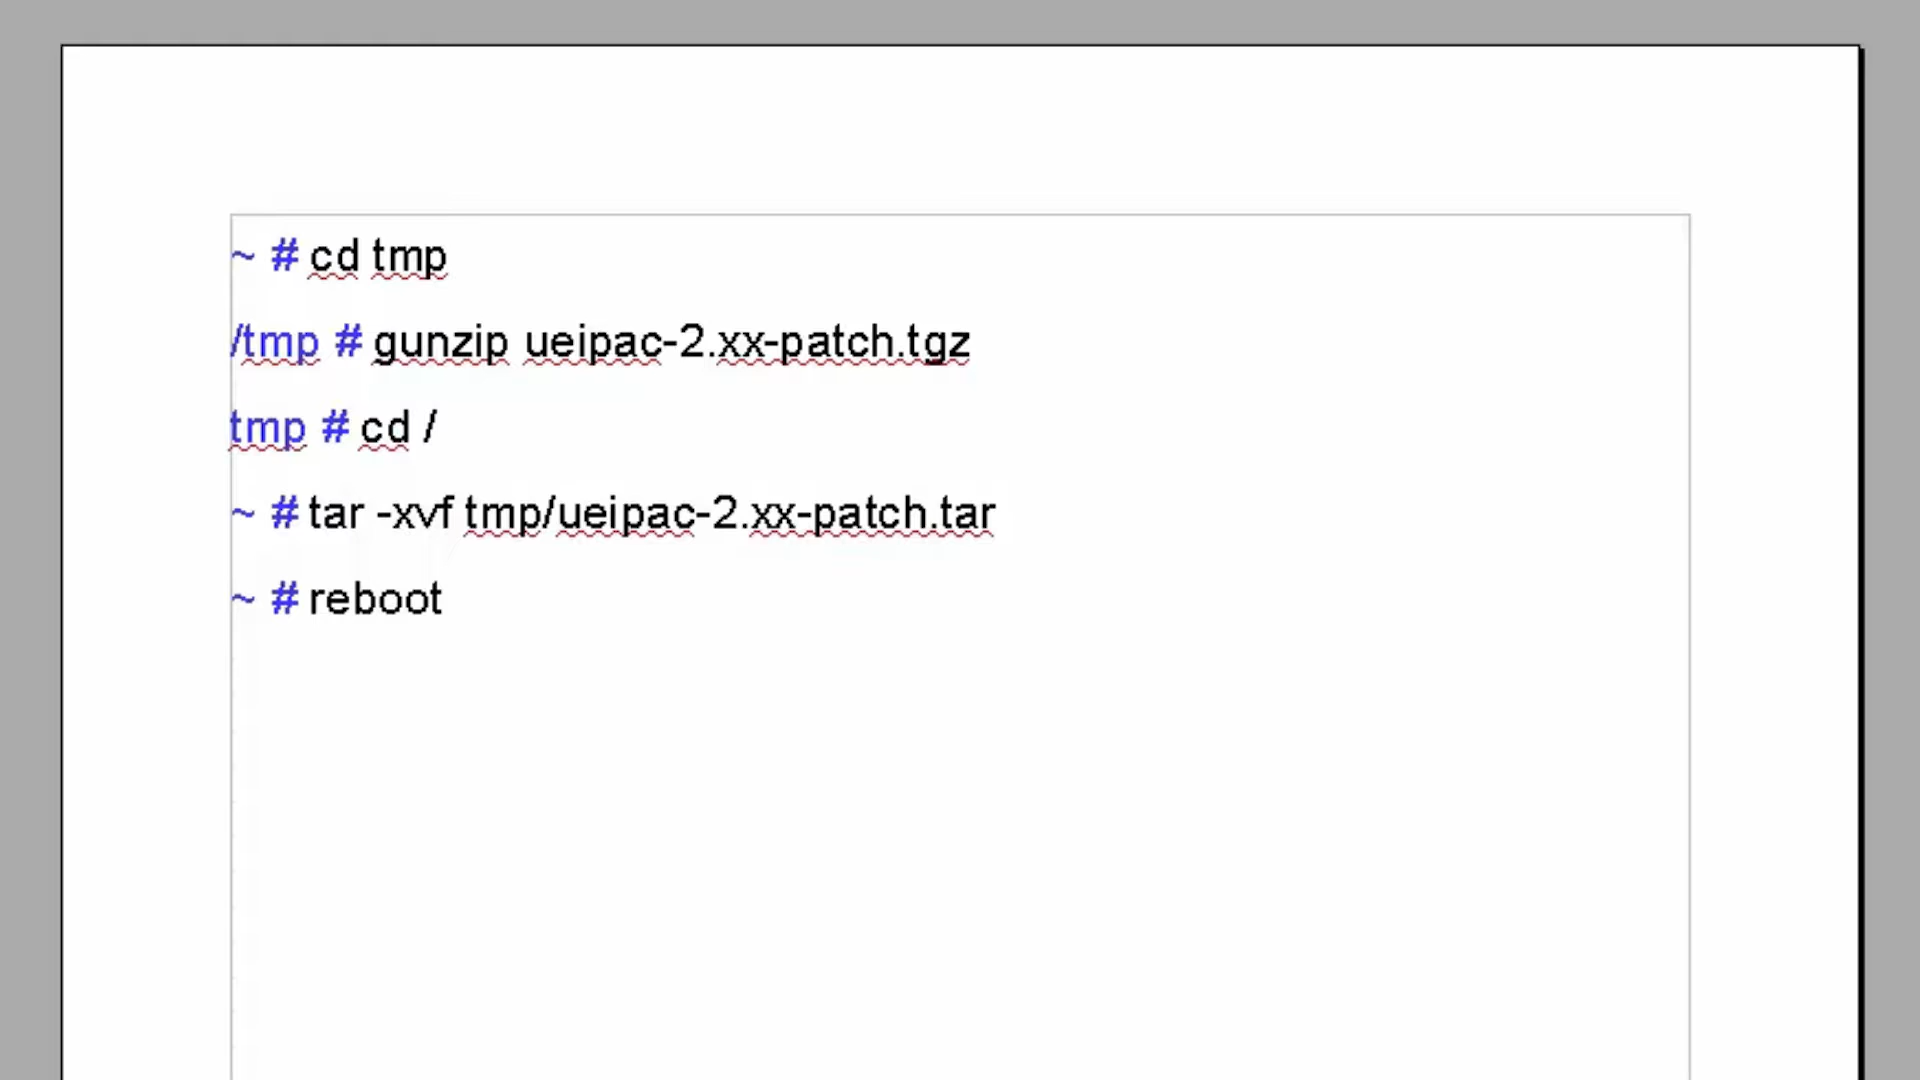 ~ # cd tmp
/tmp # gunzip ueipac-2.xx-patch.tgz
tmp # cd /
~ # tar -xvf tmp/ueipac-2.xx-patch.tar
~ # reboot